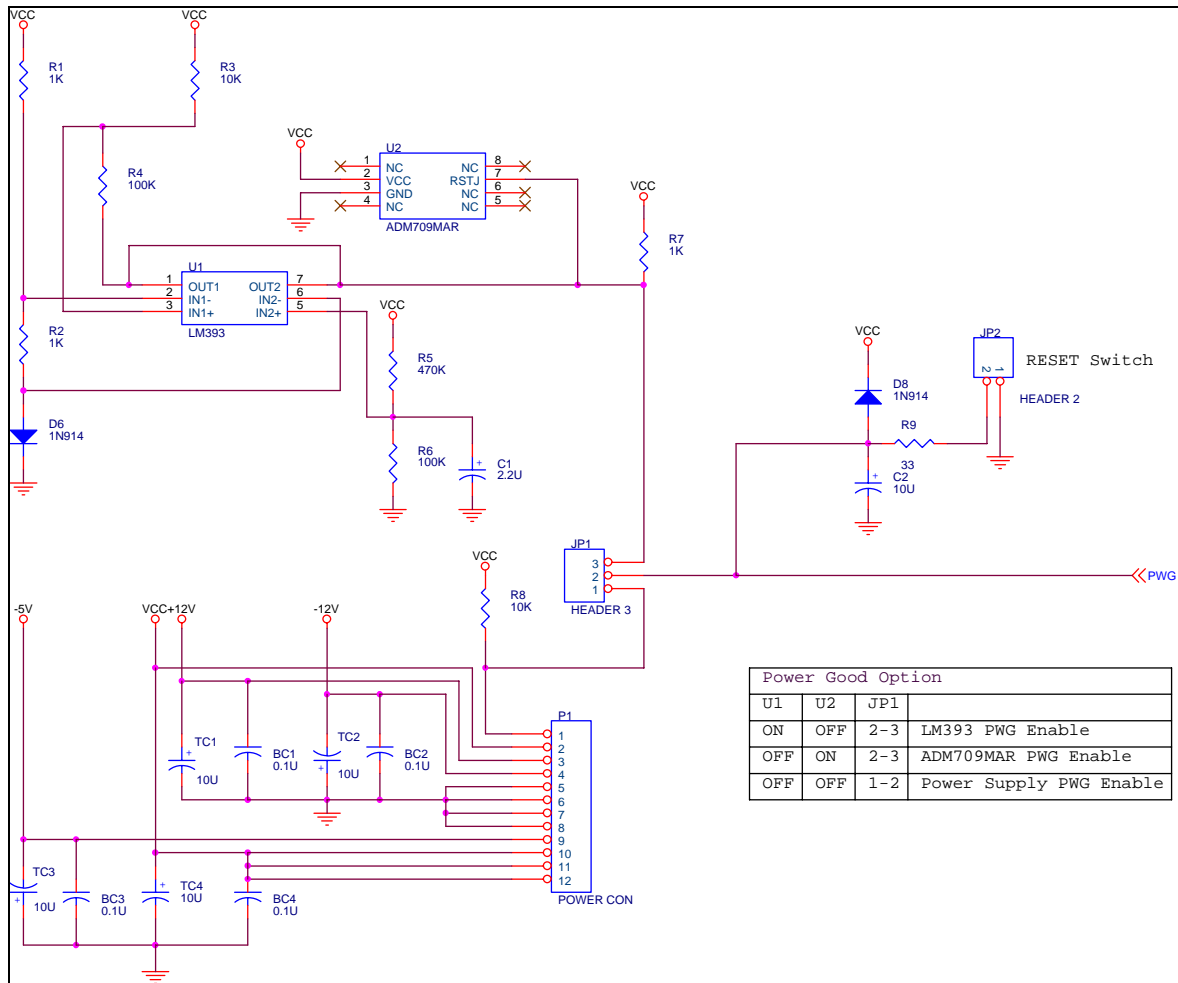 VCC
VCC
R1
1K
R3
10K
VCC
U2
1
NC
NC
8
2
VCC
RSTJ
7
3
GND
NC
6
4
NC
NC
5
ADM709MAR
R4
100K
VCC
R7
1K
U1
1
OUT1
OUT2
7
2
IN1-
IN2-
6
3
IN1+
IN2+
5
LM393
R2
1K
VCC
R5
470K
VCC
JP2
2
1
RESET Switch
HEADER 2
D8
1N914
R9
33
D6
1N914
R6
100K
C1
2.2U
C2
10U
JP1
3
2
1
HEADER 3
PWG
VCC
R8
10K
-5V
VCC
+12V
-12V
P1
1
2
3
4
5
6
7
8
9
10
11
12
POWER CON
TC1
10U
BC1
0.1U
TC2
10U
BC2
0.1U
TC3
10U
BC3
0.1U
TC4
10U
BC4
0.1U
Power Good Option
U1 U2 JP1
ON OFF 2-3 LM393 PWG Enable
OFF ON 2-3 ADM709MAR PWG Enable
OFF OFF 1-2 Power Supply PWG Enable